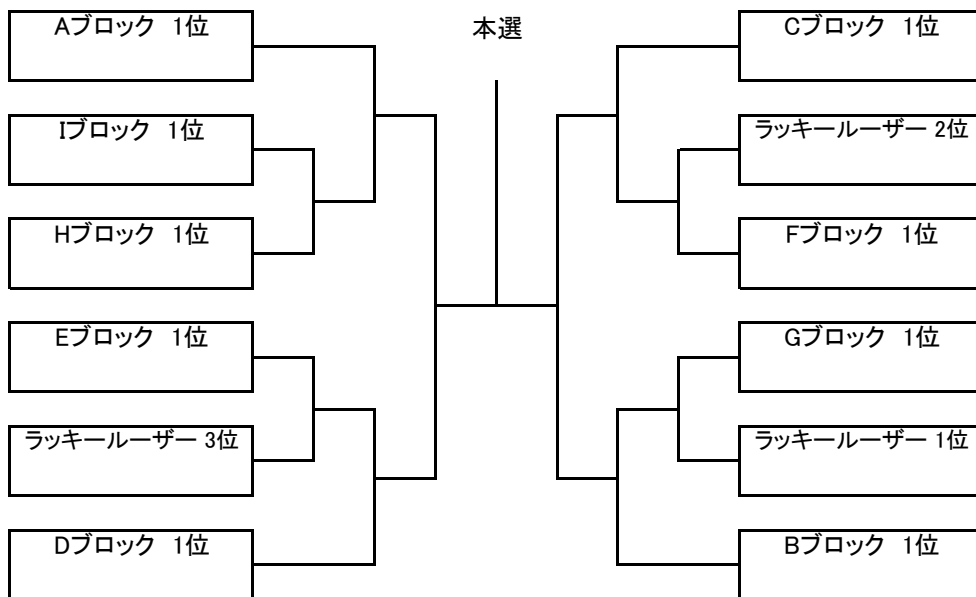 本選
Aブロック 1位
Iブロック 1位
Hブロック 1位
Eブロック 1位
ラッキールーザー 3位
Dブロック 1位
Cブロック 1位
ラッキールーザー 2位
Fブロック 1位
Gブロック 1位
ラッキールーザー 1位
Bブロック 1位